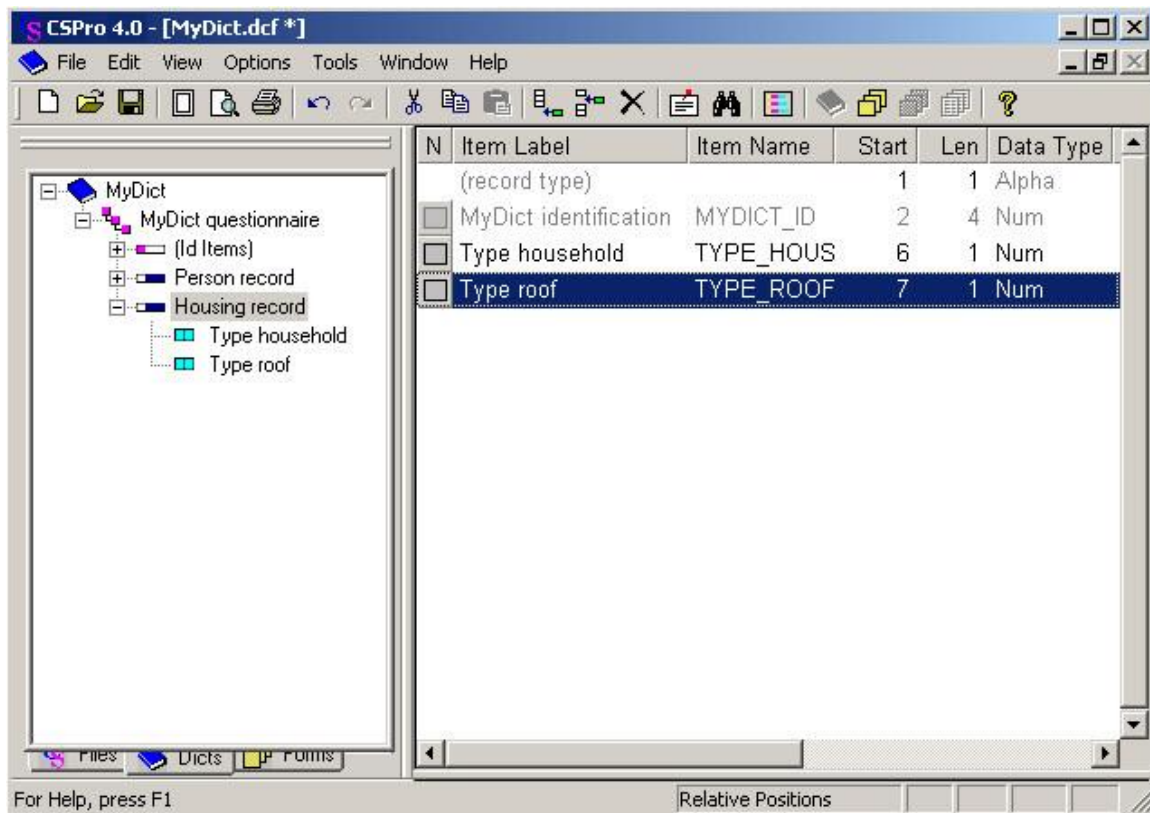 CSPro 4.0 - [MyDict.dcf *]
File Edit View Options Tools Window Help
MyDict
MyDict questionnaire
(Id Items)
Person record
Housing record
Type household
Type roof
N Item Label Item Name Start Len Data Type
(record type) 1 1 Alpha
MyDict identification MYDICT_ID 2 4 Num
Type household TYPE_HOUS 6 1 Num
Type roof TYPE_ROOF 7 1 Num
Files Dicts Forms
For Help, press F1 Relative Positions